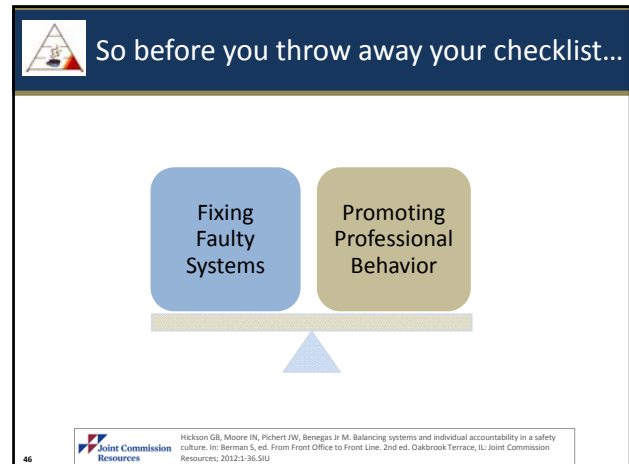 So before you throw away your checklist…
Fixing
Faulty
Systems
Promoting
Professional
Behavior
46
Joint Commission
Resources
Hickson GB, Moore IN, Pichert JW, Benegas Jr M. Balancing systems and individual accountability in a safety
culture. In: Berman S, ed. From Front Office to Front Line. 2nd ed. Oakbrook Terrace, IL: Joint Commission
Resources; 2012:1-36.SIU